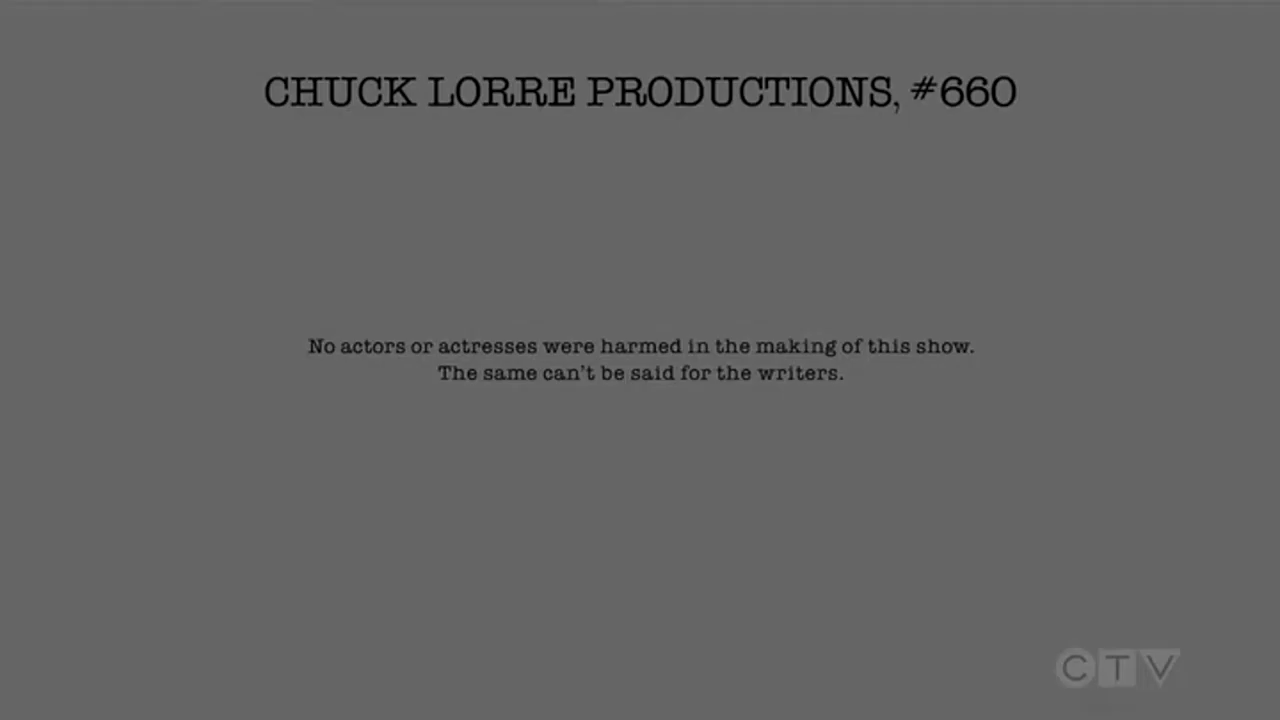 CHUCK LORRE PRODUCTIONS, #660
No actors or actresses were harmed in the making of this show.
The same can't be said for the writers.
CTV